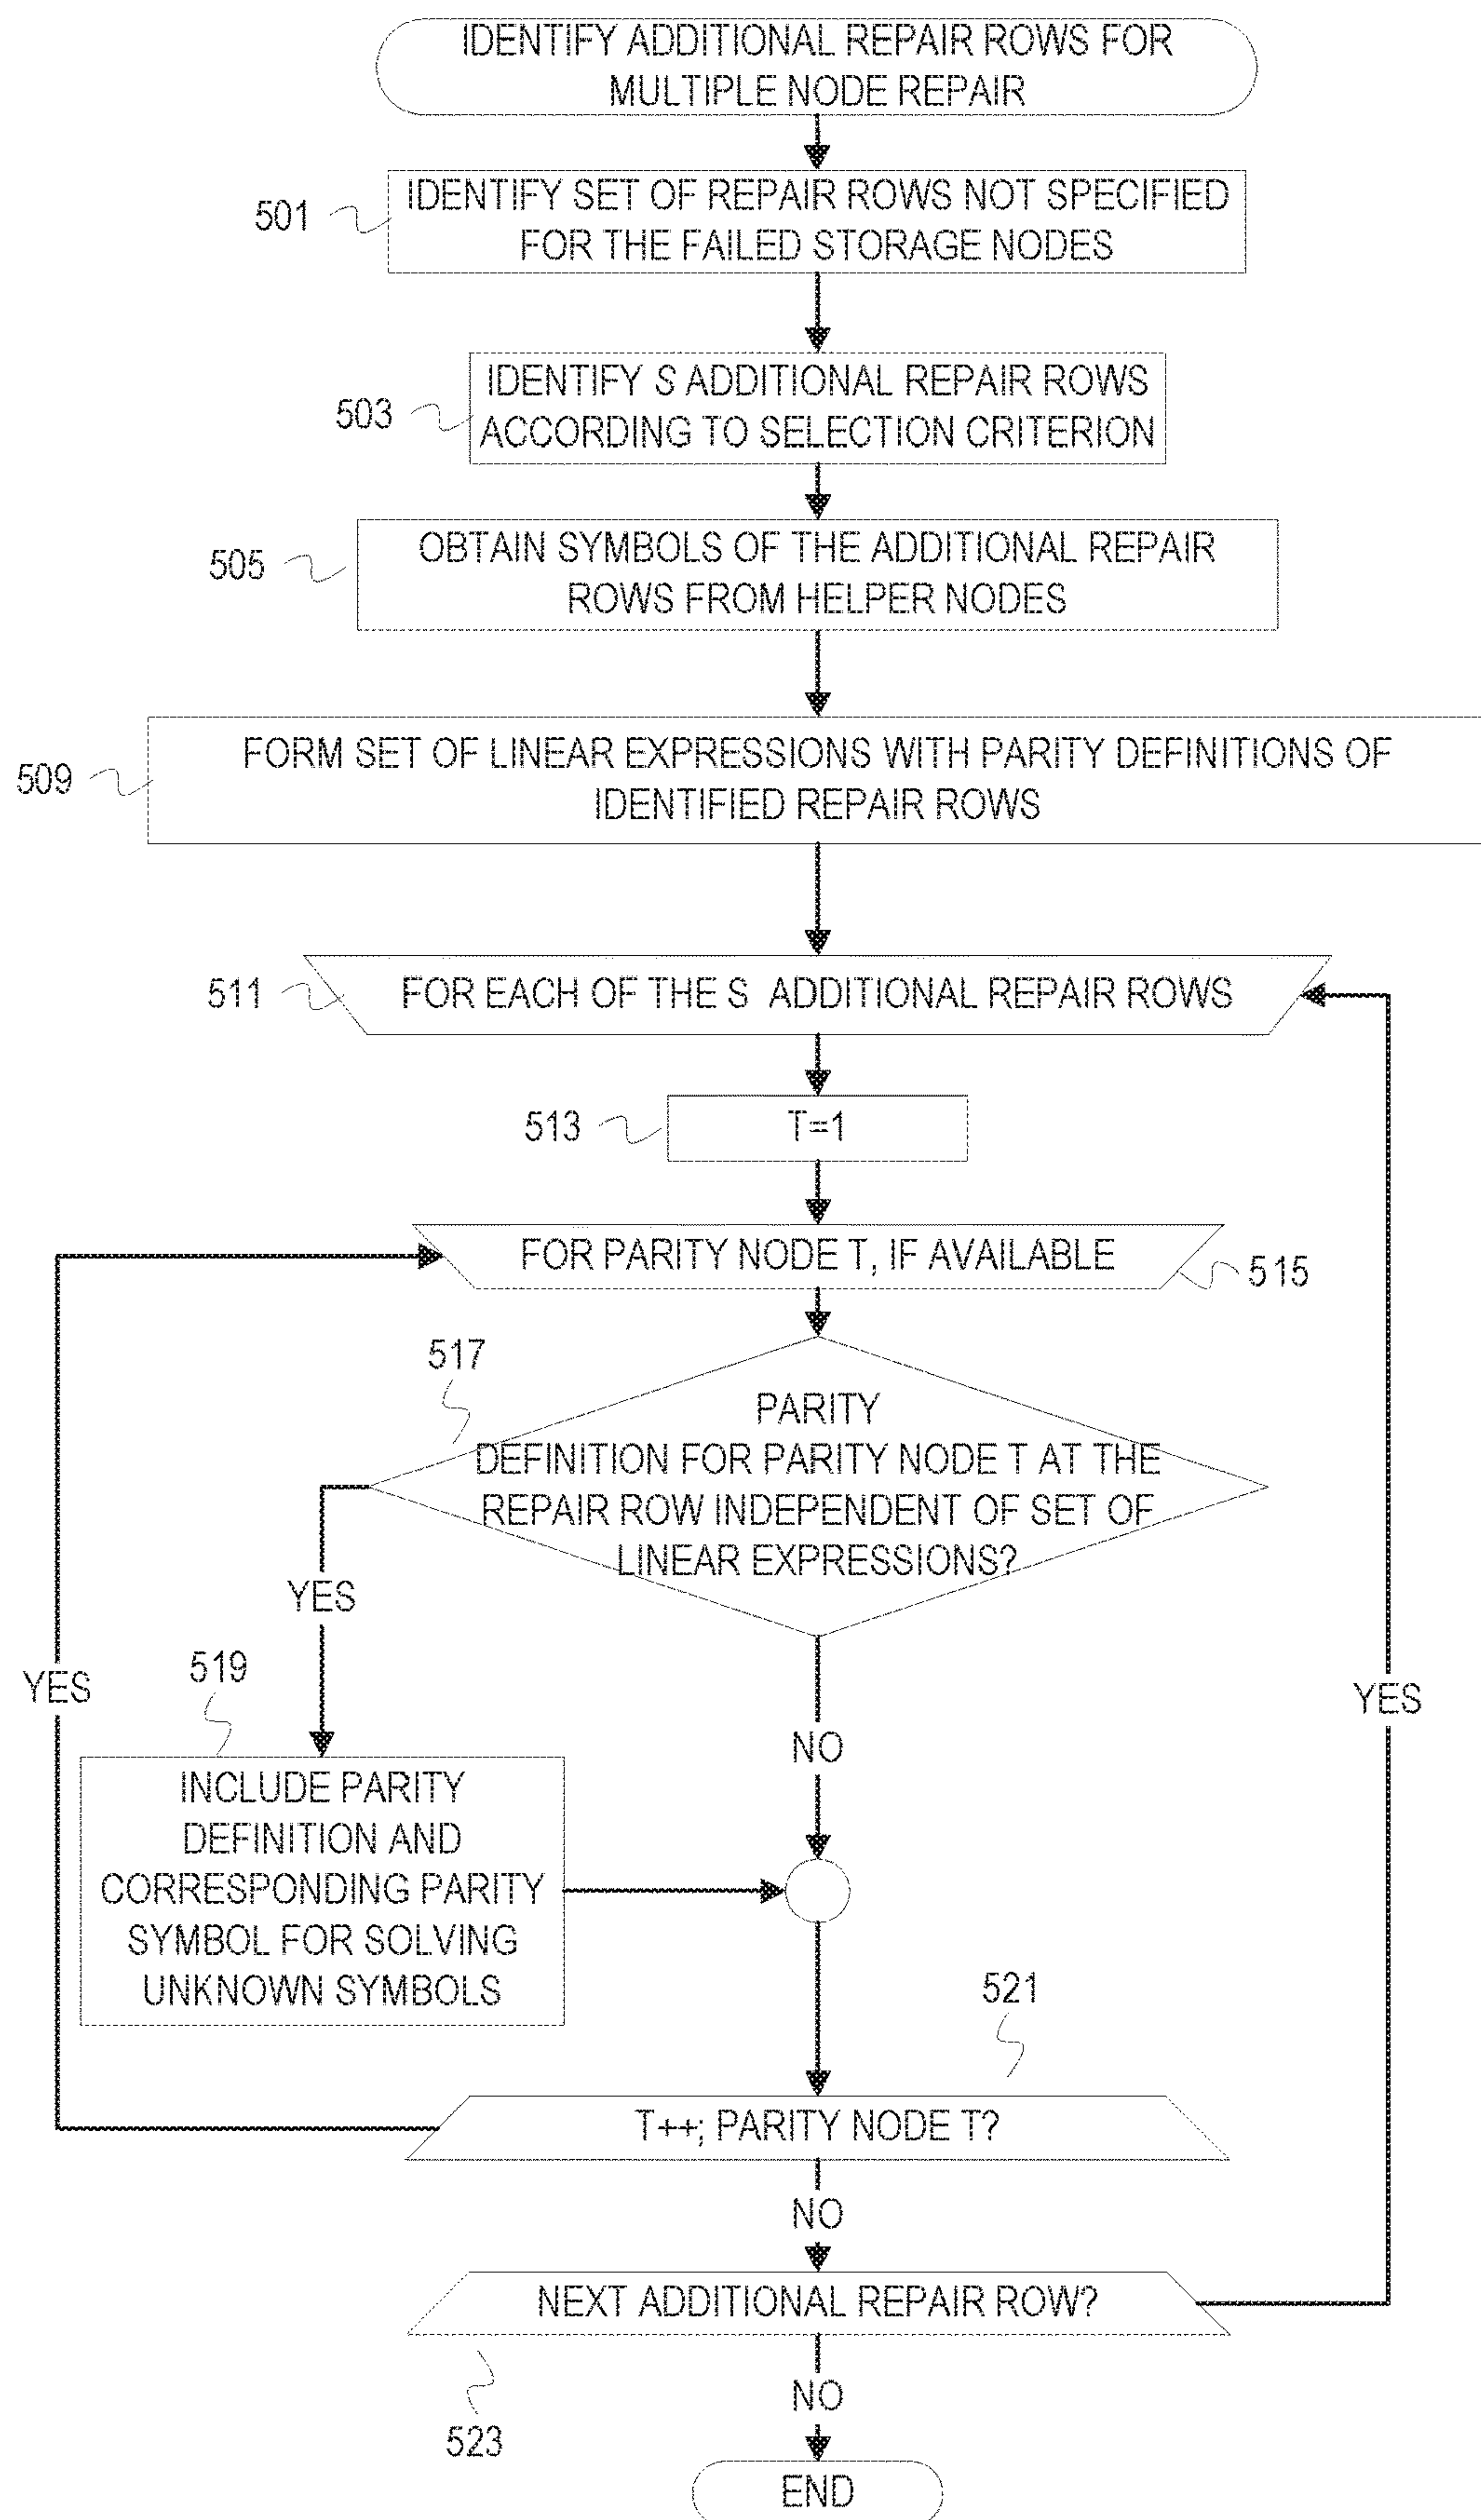 IDENTIFY ADDITIONAL REPAIR ROWS FOR
MULTIPLE NODE REPAIR
501
IDENTIFY SET OF REPAIR ROWS NOT SPECIFIED
FOR THE FAILED STORAGE NODES
503
IDENTIFY S ADDITIONAL REPAIR ROWS
ACCORDING TO SELECTION CRITERION
505
OBTAIN SYMBOLS OF THE ADDITIONAL REPAIR
ROWS FROM HELPER NODES
509
FORM SET OF LINEAR EXPRESSIONS WITH PARITY DEFINITIONS OF
IDENTIFIED REPAIR ROWS
511
FOR EACH OF THE S ADDITIONAL REPAIR ROWS
513
T=1
FOR PARITY NODE T, IF AVAILABLE
515
517
PARITY
DEFINITION FOR PARITY NODE T AT THE
REPAIR ROW INDEPENDENT OF SET OF
LINEAR EXPRESSIONS?
YES
519
YES
YES
NO
INCLUDE PARITY
DEFINITION AND
CORRESPONDING PARITY
SYMBOL FOR SOLVING
UNKNOWN SYMBOLS
521
T++; PARITY NODE T?
NO
NEXT ADDITIONAL REPAIR ROW?
NO
523
END